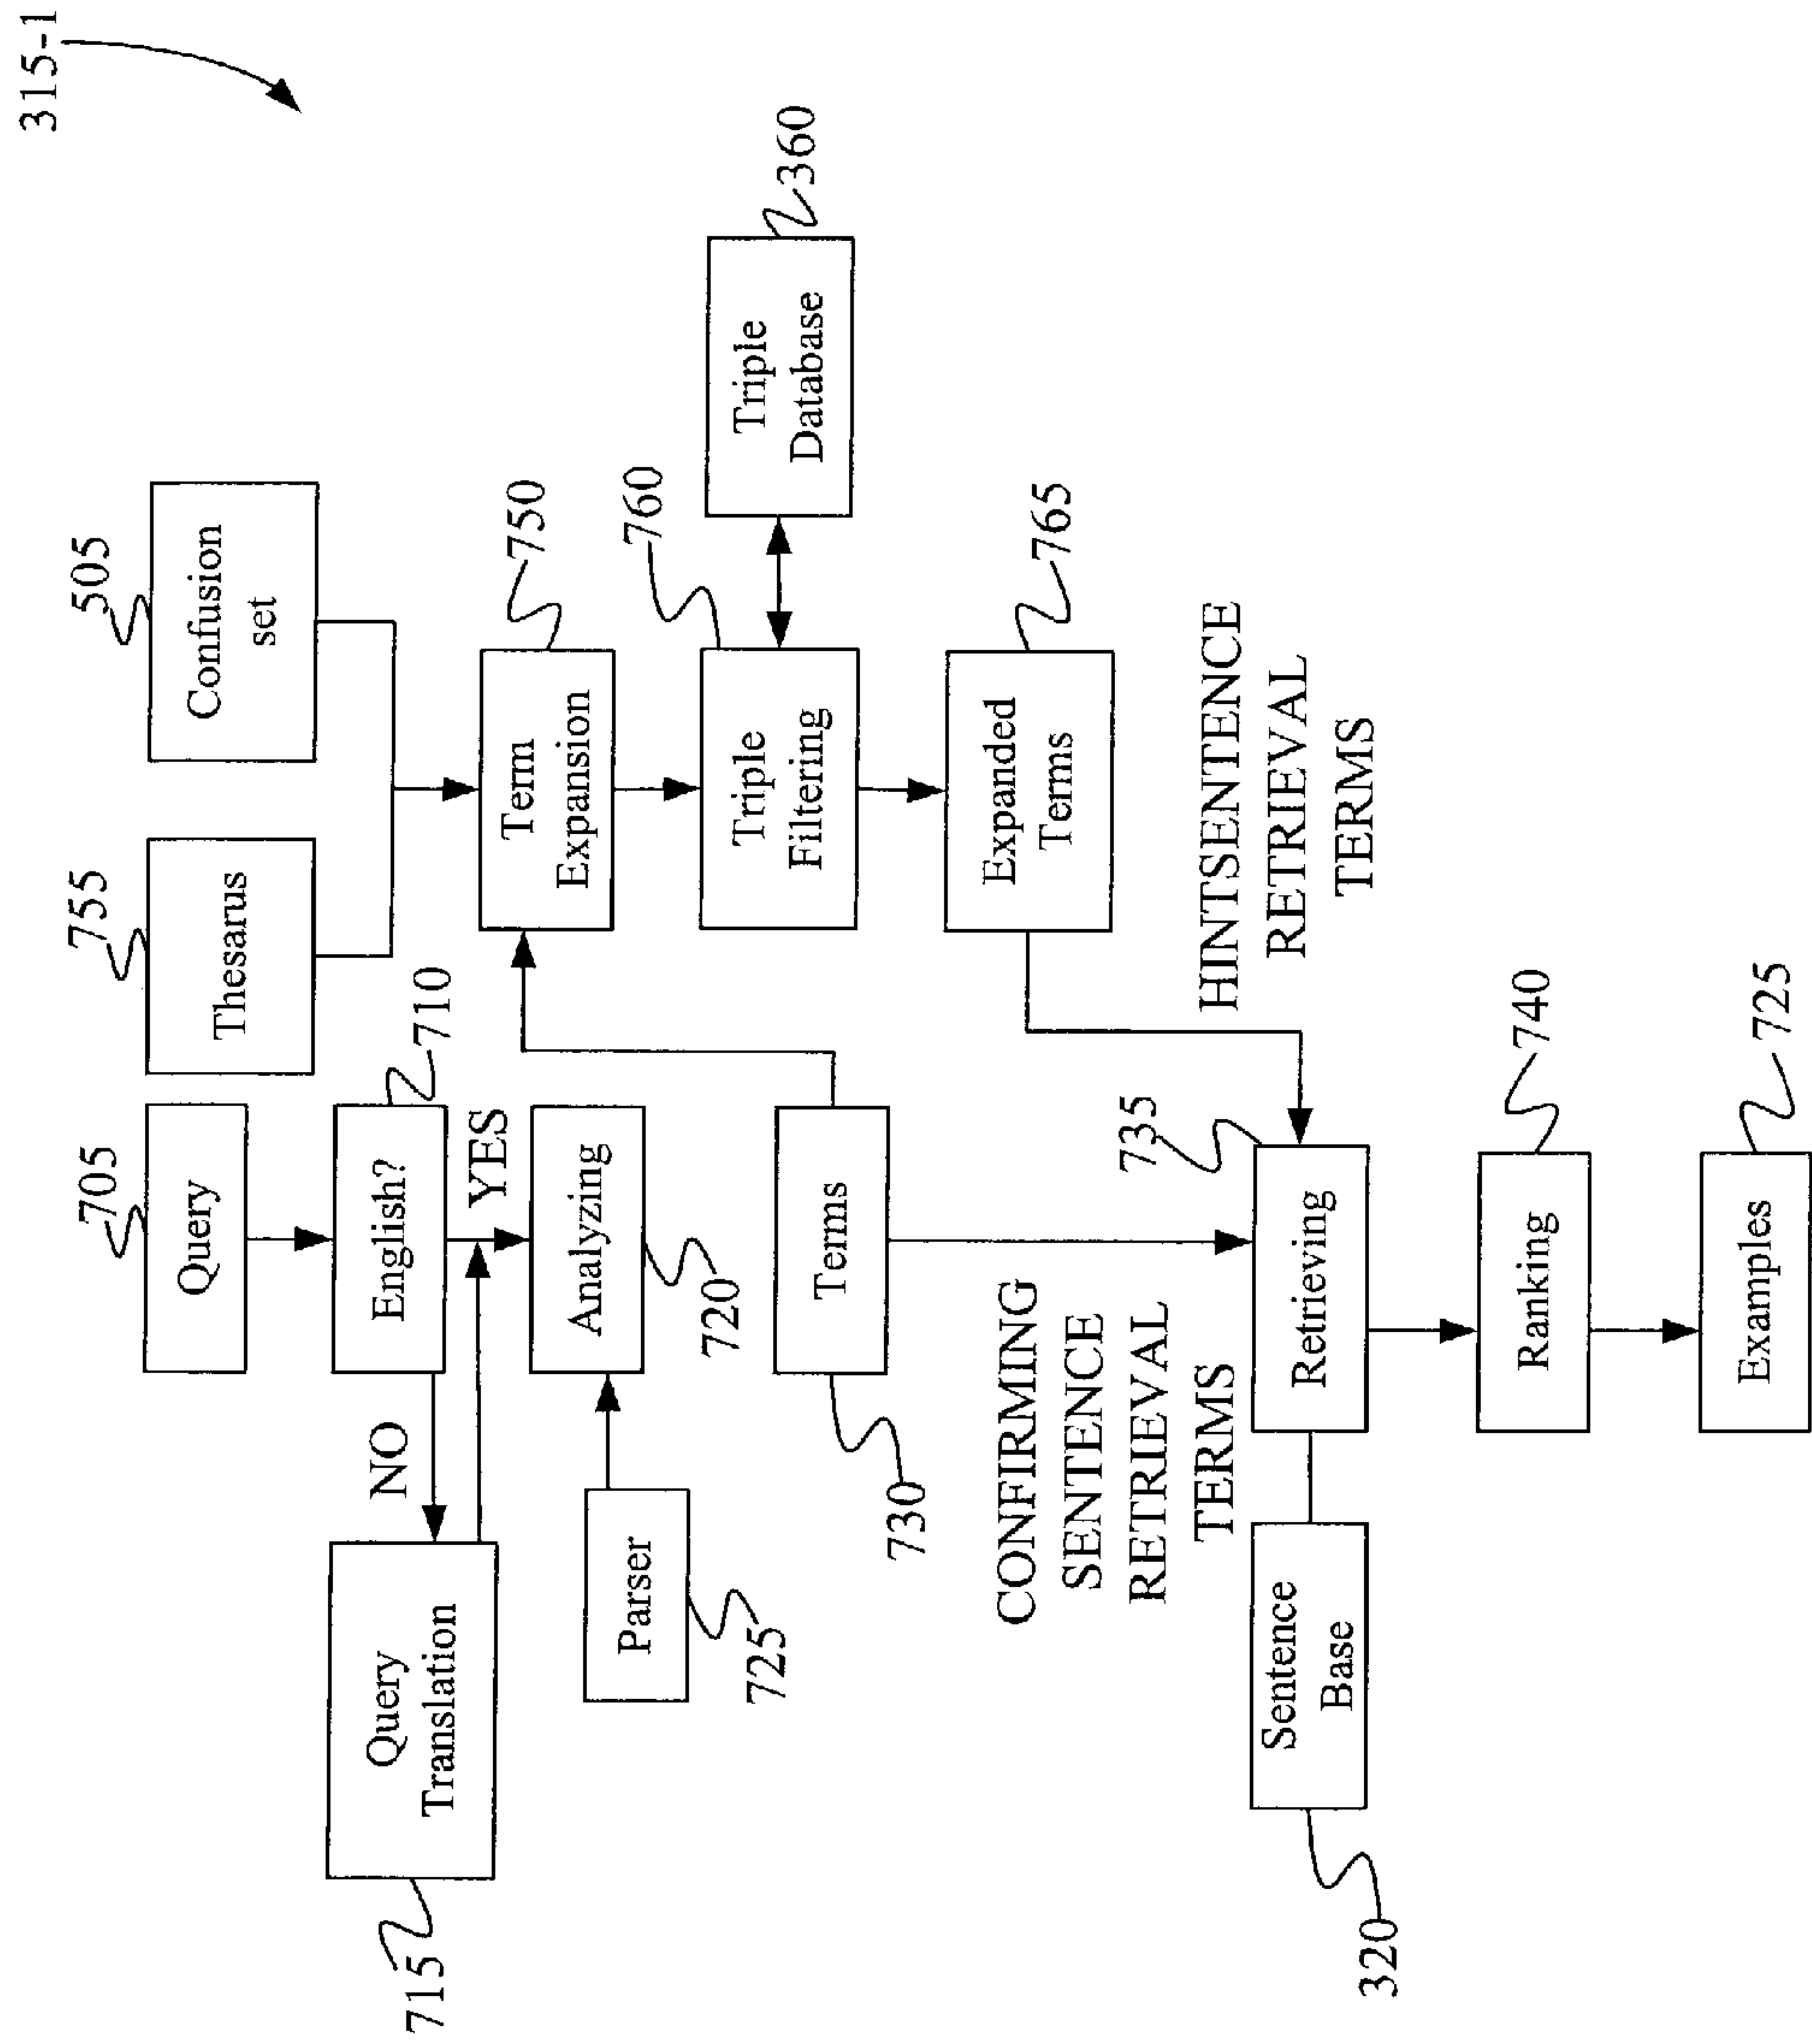 315-1
705
755
505
Query
Thesarus
Confusion
set
710
English?
NO
YES
715
Query
Translation
Analyzing
720
Parser
725
750
Term
Expansion
760
Triple
Filtering
Triple
Database
360
730
Terms
Expanded
Terms
765
CONFIRMING
SENTENCE
RETRIEVAL
TERMS
HINTSENTENCE
RETRIEVAL
TERMS
735
Retrieving
Sentence
Base
320
Ranking
740
Examples
725